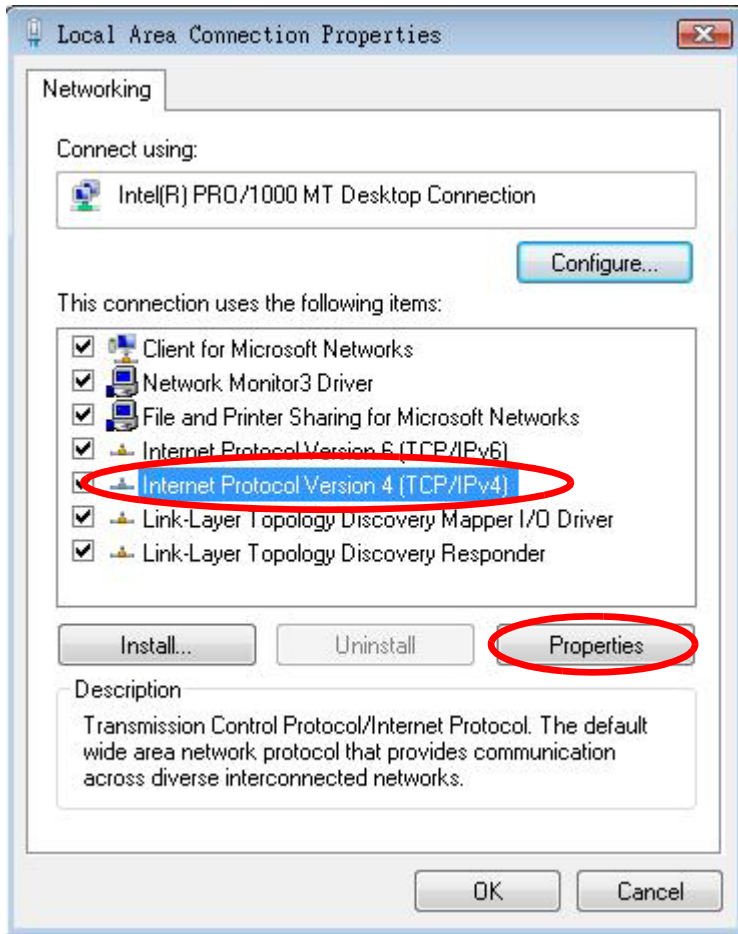 Local Area Connection Properties
Networking
Connect using:
Intel(R) PRO/1000 MT Desktop Connection
Configure...
This connection uses the following items:
Client for Microsoft Networks
Network Monitor3 Driver
File and Printer Sharing for Microsoft Networks
Internet Protocol Version 6 (TCP/IPv6)
Internet Protocol Version 4 (TCP/IPv4)
Link-Layer Topology Discovery Mapper I/O Driver
Link-Layer Topology Discovery Responder
Install...
Uninstall
Properties
Description
Transmission Control Protocol/Internet Protocol. The default
wide area network protocol that provides communication
across diverse interconnected networks.
OK
Cancel